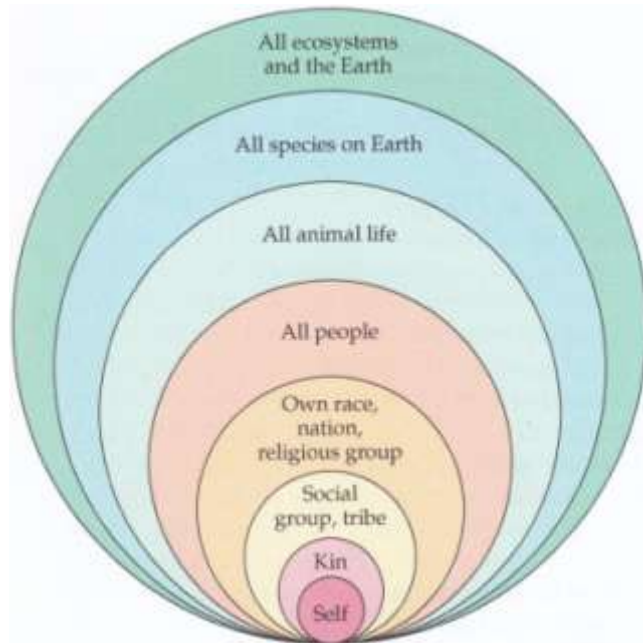 All ecosystems
and the Earth
All species on Earth
All animal life
All people
Own race,
nation,
religious group
Social
group, tribe
Kin
Self